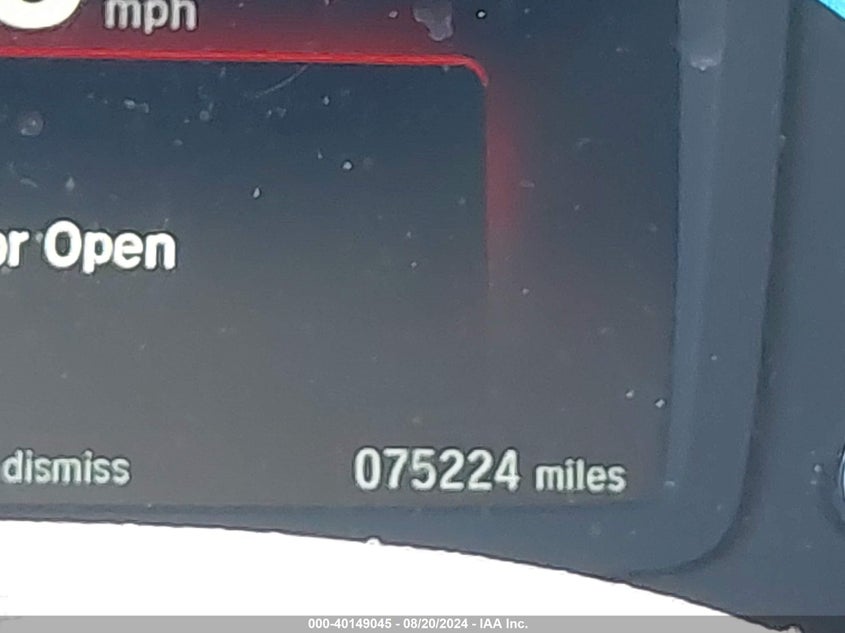 mph
or Open
dismiss
075224 miles
000-40149045 - 08/20/2024 - IAA Inc.